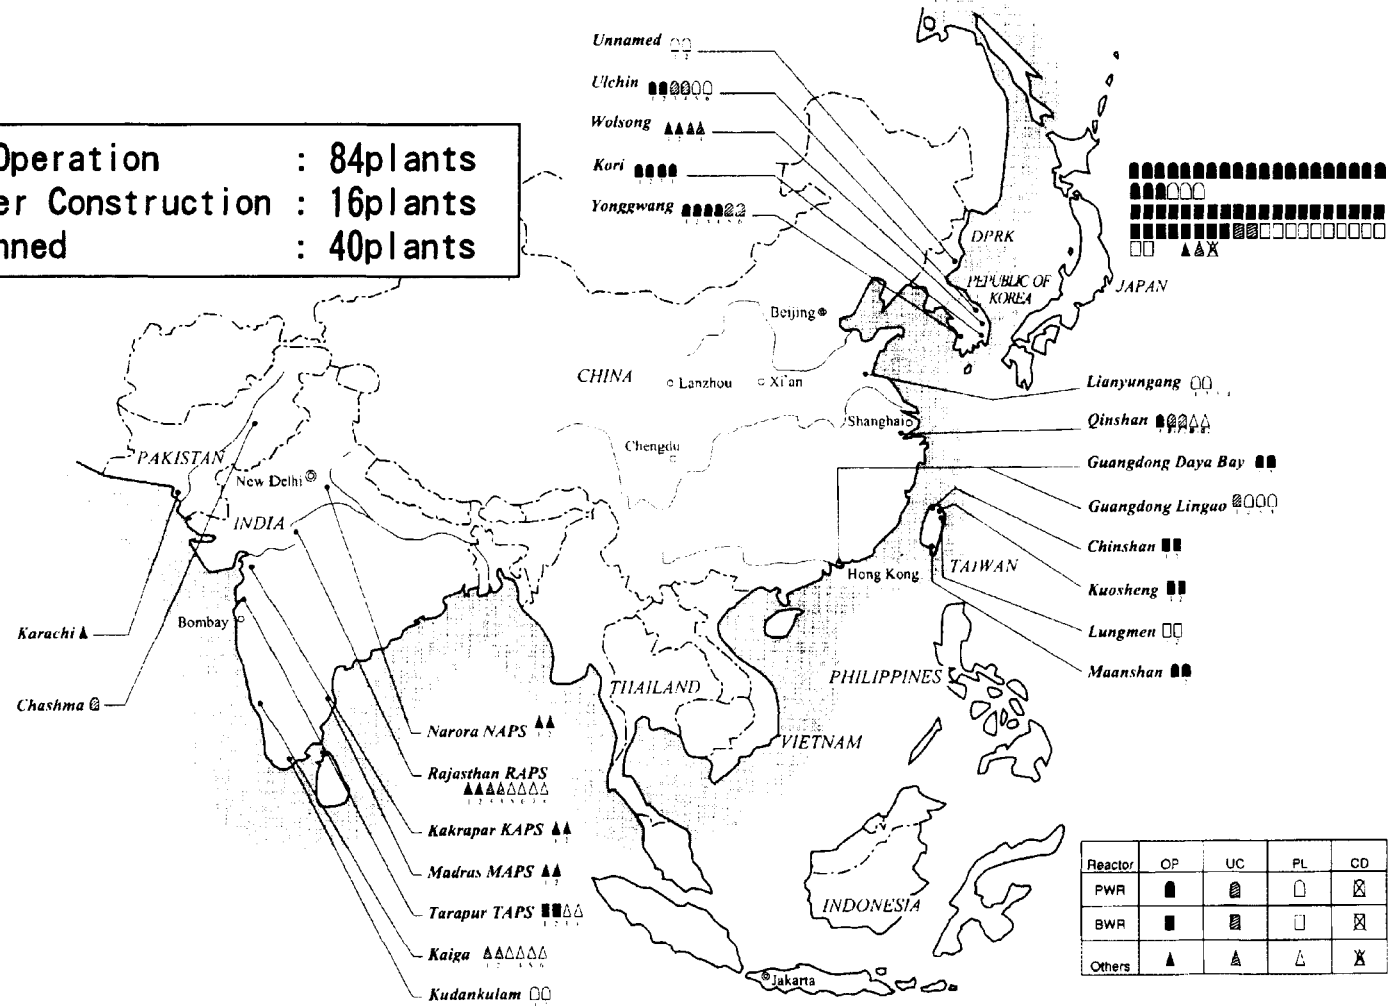 Operation : 84plants
er Construction : 16plants
nned : 40plants
Unnamed
Ulchin
Wolsong
Kori
Yonggwang
DPRK
REPUBLIC OF
KOREA
JAPAN
Beijing
CHINA
Lanzhou
Xi'an
Shanghai
Chengdu
Lianyungang
Qinshan
Guangdong Daya Bay
Guangdong Lingao
Chinshan
Kuosheng
Lungmen
Maanshan
PAKISTAN
New Delhi
INDIA
Bombay
Karachi
Chashma
Hong Kong
TAIWAN
PHILIPPINES
THAILAND
VIETNAM
Narora NAPS
Rajasthan RAPS
Kakrapar KAPS
Madras MAPS
Tarapur TAPS
Kaiga
Kudankulam
INDONESIA
Jakarta
Reactor OP UC PL CD
PWR
BWR
Others